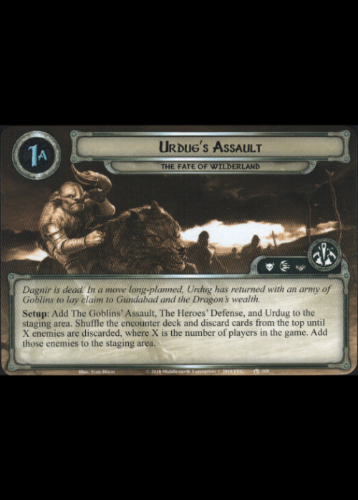 1A
URDUG'S ASSAULT
THE FATE OF WILDERLAND
Dagnir is dead. In a move long-planned, Urdug has returned with an army of
Goblins to lay claim to Gundabad and the Dragon's wealth.
Setup: Add The Goblins' Assault, The Heroes' Defense, and Urdug to the
staging area. Shuffle the encounter deck and discard cards from the top until
X enemies are discarded, where X is the number of players in the game. Add
those enemies to the staging area.